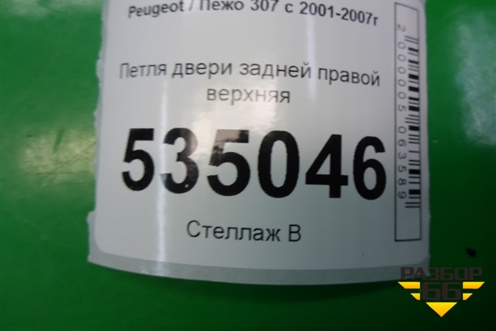 Peugeot / Пежо 307 с 2001-2007г
Петля двери задней правой
верхняя
535046
Стеллаж В
2000005063589
РАЗБОР
66